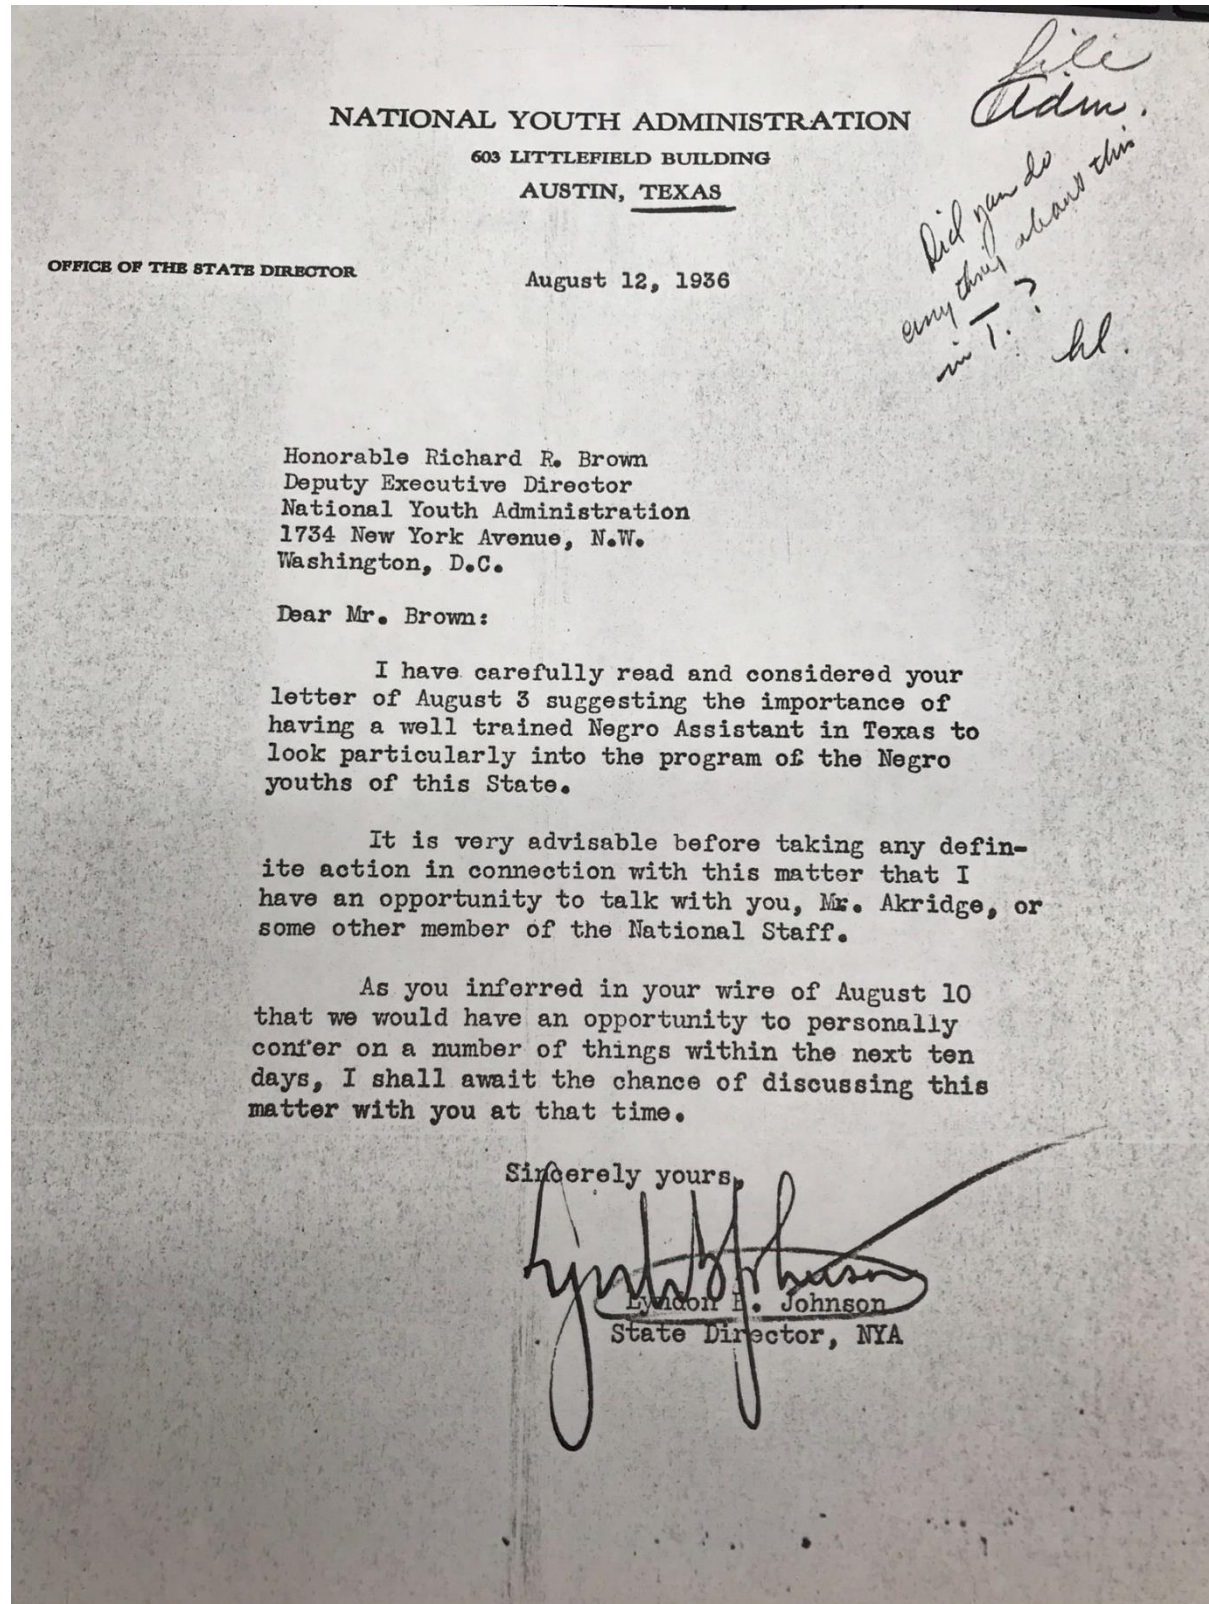 file
Adm.
NATIONAL YOUTH ADMINISTRATION
603 LITTLEFIELD BUILDING
AUSTIN, TEXAS
Did you do
anything about this
in T.?
OFFICE OF THE STATE DIRECTOR
August 12, 1936
Honorable Richard R. Brown
Deputy Executive Director
National Youth Administration
1734 New York Avenue, N.W.
Washington, D.C.
Dear Mr. Brown:
I have carefully read and considered your
letter of August 3 suggesting the importance of
having a well trained Negro Assistant in Texas to
look particularly into the program of the Negro
youths of this State.
It is very advisable before taking any defin-
ite action in connection with this matter that I
have an opportunity to talk with you, Mr. Akridge, or
some other member of the National Staff.
As you inferred in your wire of August 10
that we would have an opportunity to personally
confer on a number of things within the next ten
days, I shall await the chance of discussing this
matter with you at that time.
Sincerely yours,
Lyndon B Johnson
Lyndon B. Johnson
State Director, NYA